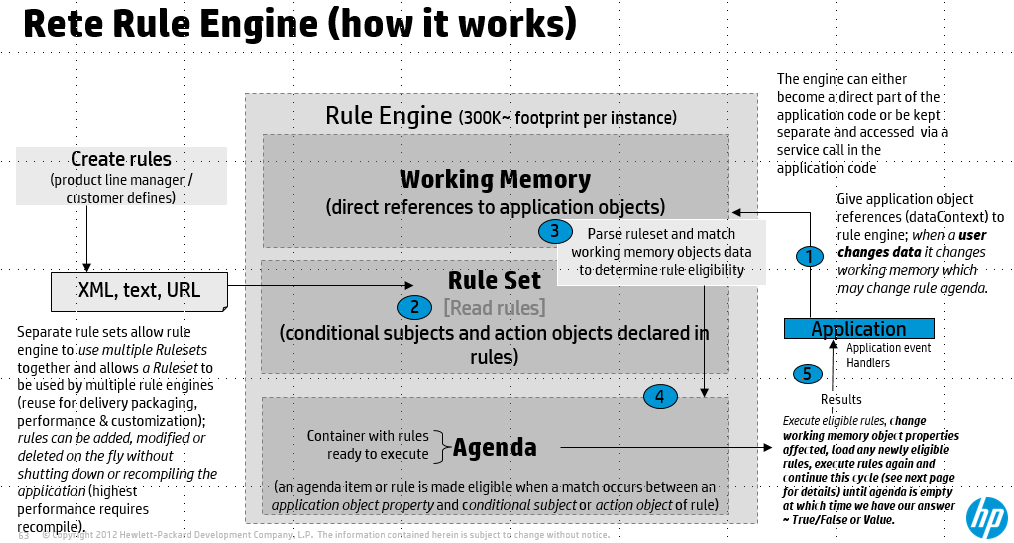 Rete Rule Engine (how it works)
The engine can either
become a direct part of the
application code or be kept
separate and accessed via a
service call in the
application code
Rule Engine (300K~ footprint per instance)
Create rules
(product line manager /
customer defines)
Working Memory
(direct references to application objects)
Give application object
references (dataContext) to
rule engine; when a user
changes data it changes
working memory which
may change rule agenda.
1
3
Parse ruleset and match
working memory objects data
to determine rule eligibility
XML, text, URL
Rule Set
2
[Read rules]
(conditional subjects and action objects declared in
rules)
Application
Application event
Handlers
5
Results
Separate rule sets allow rule
engine to use multiple Rulesets
together and allows a Ruleset to
be used by multiple rule engines
(reuse for delivery packaging,
performance & customization);
rules can be added, modified or
deleted on the fly without
shutting down or recompiling the
application (highest
performance requires
recompile).
4
Container with rules
ready to execute
Agenda
(an agenda item or rule is made eligible when a match occurs between an
application object property and conditional subject or action object of rule)
Execute eligible rules, change
working memory object properties
affected, load any newly eligible
rules, execute rules again and
continue this cycle (see next page
for details) until agenda is empty
at which time we have our answer
~ True/False or Value.
63 © Copyright 2012 Hewlett-Packard Development Company, L.P. The information contained herein is subject to change without notice.
hp